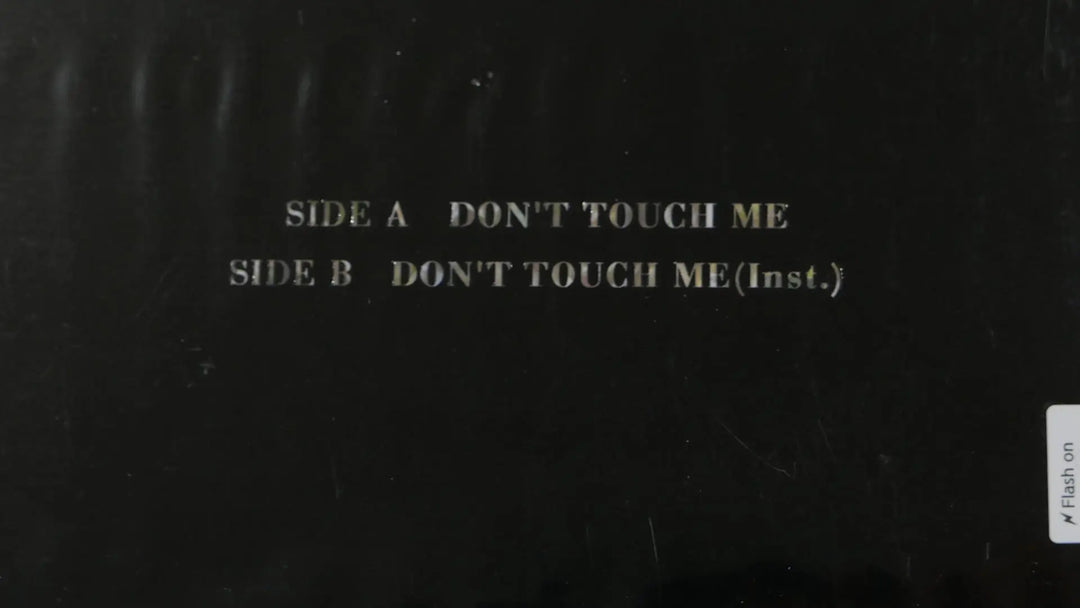 SIDE A DON'T TOUCH ME
SIDE B DON'T TOUCH ME(Inst.)
Flash on